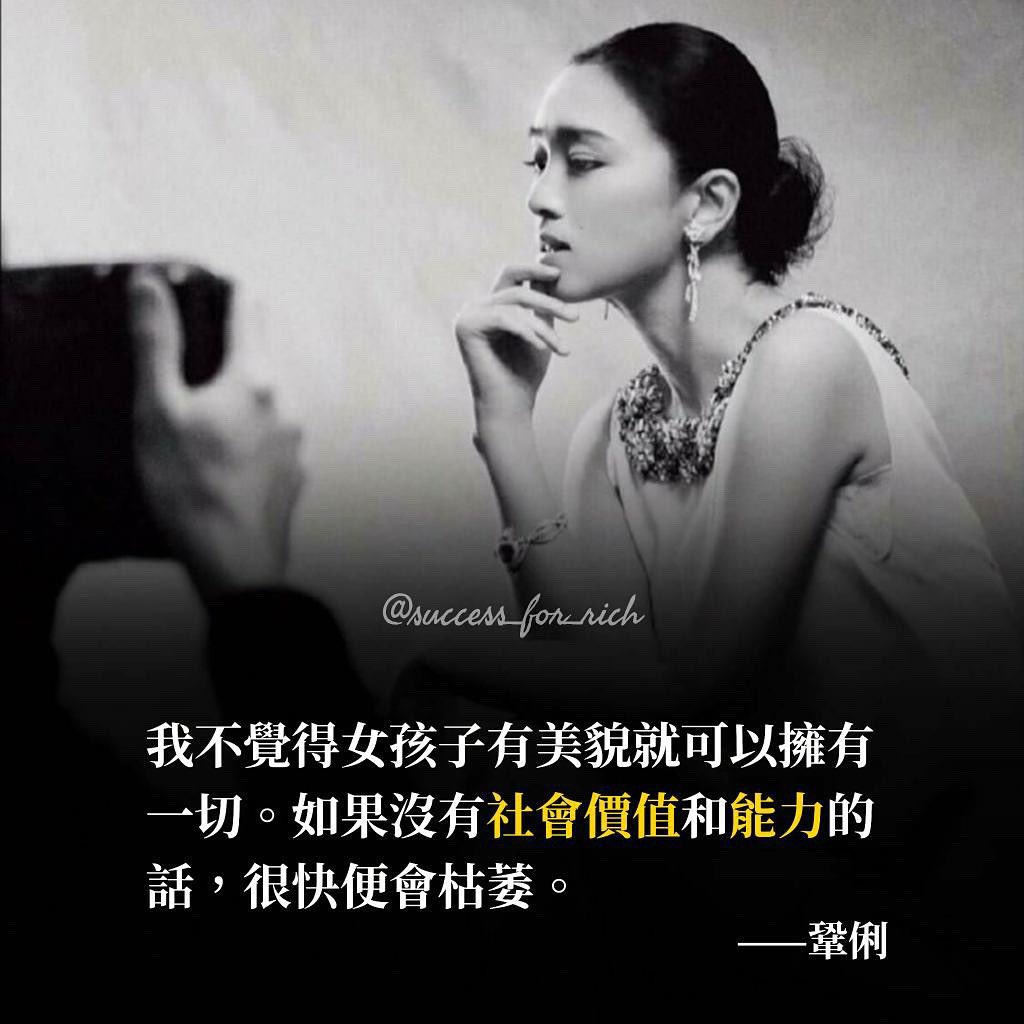 @success_for_rich
我不覺得女孩子有美貌就可以擁有
一切。如果沒有社會價值和能力的
話，很快便會枯萎。
——鞏俐